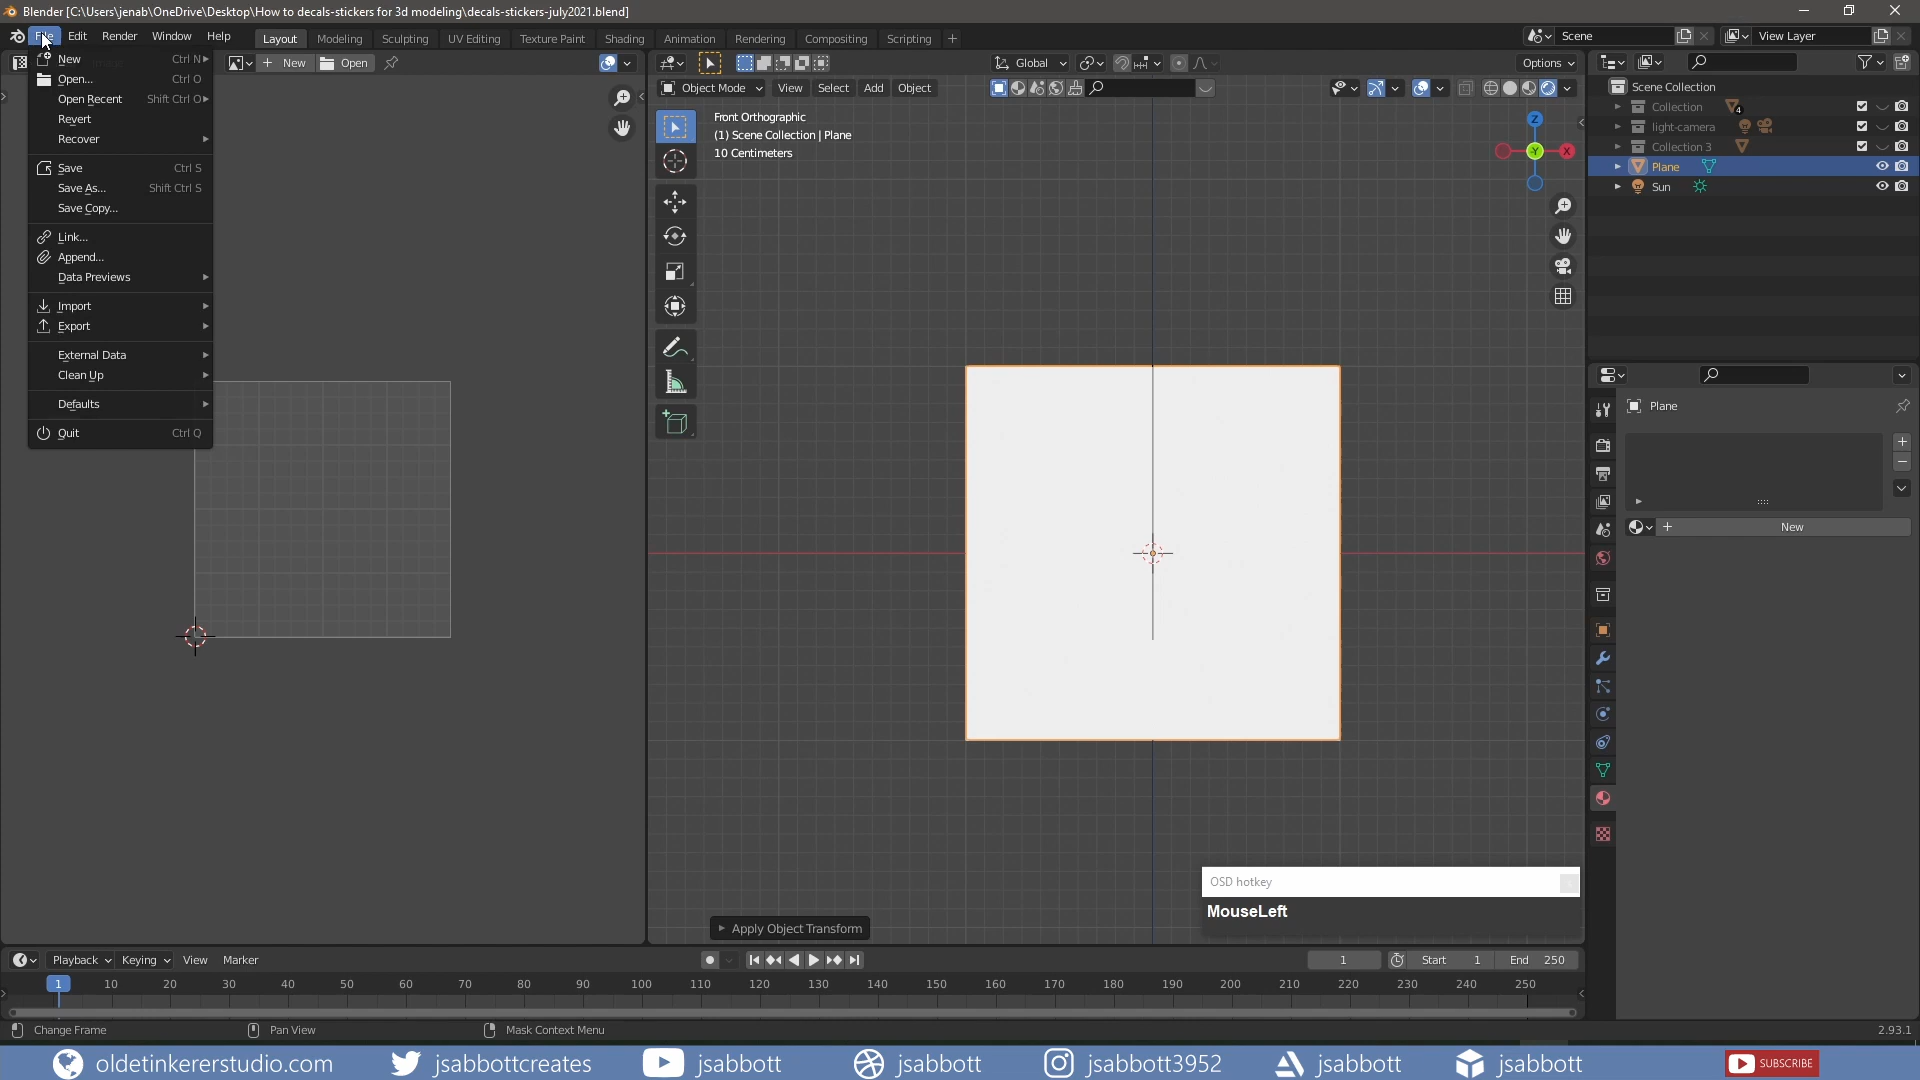 Blender [C:\Users\jenab\OneDrive\Desktop\How to decals-stickers for 3d modeling\decals-stickers-july2021.blend]
File Edit Render Window Help Layout Modeling Sculpting UV Editing Texture Paint Shading Animation Rendering Compositing Scripting Scene View Layer
New Ctrl N
Open... Ctrl O
Open Recent Shift Ctrl O
Revert
Recover
Save Ctrl S
Save As... Shift Ctrl S
Save Copy...
Link...
Append...
Data Previews
Import
Export
External Data
Clean Up
Defaults
Quit Ctrl Q
New Open
Global Options
Object Mode View Select Add Object
Front Orthographic
(1) Scene Collection | Plane
10 Centimeters
Z
Y
X
Apply Object Transform
OSD hotkey
MouseLeft
Scene Collection
Collection 4
light-camera
Collection 3
Plane
Sun
Plane
New
Playback Keying View Marker 1 Start 1 End 250
1 10 20 30 40 50 60 70 80 90 100 110 120 130 140 150 160 170 180 190 200 210 220 230 240 250
Change Frame Pan View Mask Context Menu 2.93.1
oldetinkererstudio.com jsabbottcreates jsabbott jsabbott jsabbott3952 jsabbott jsabbott SUBSCRIBE